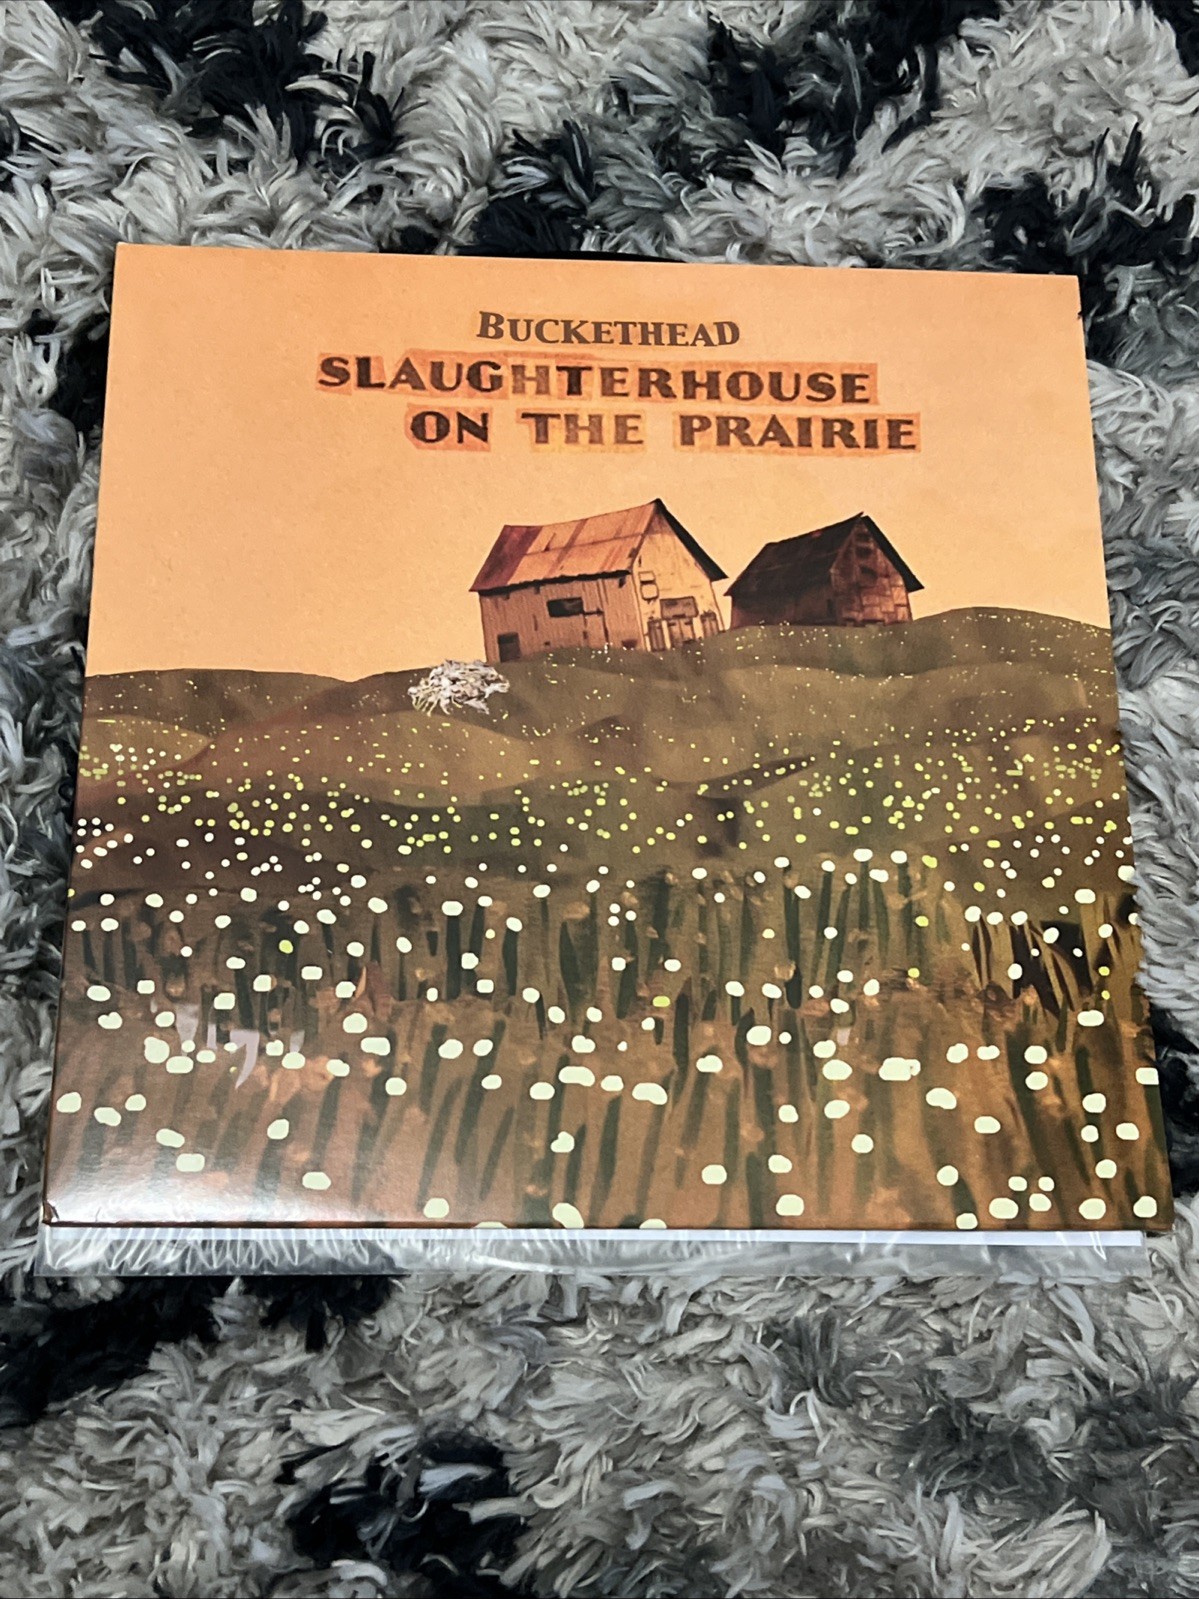 BUCKETHEAD
SLAUGHTERHOUSE
ON THE PRAIRIE